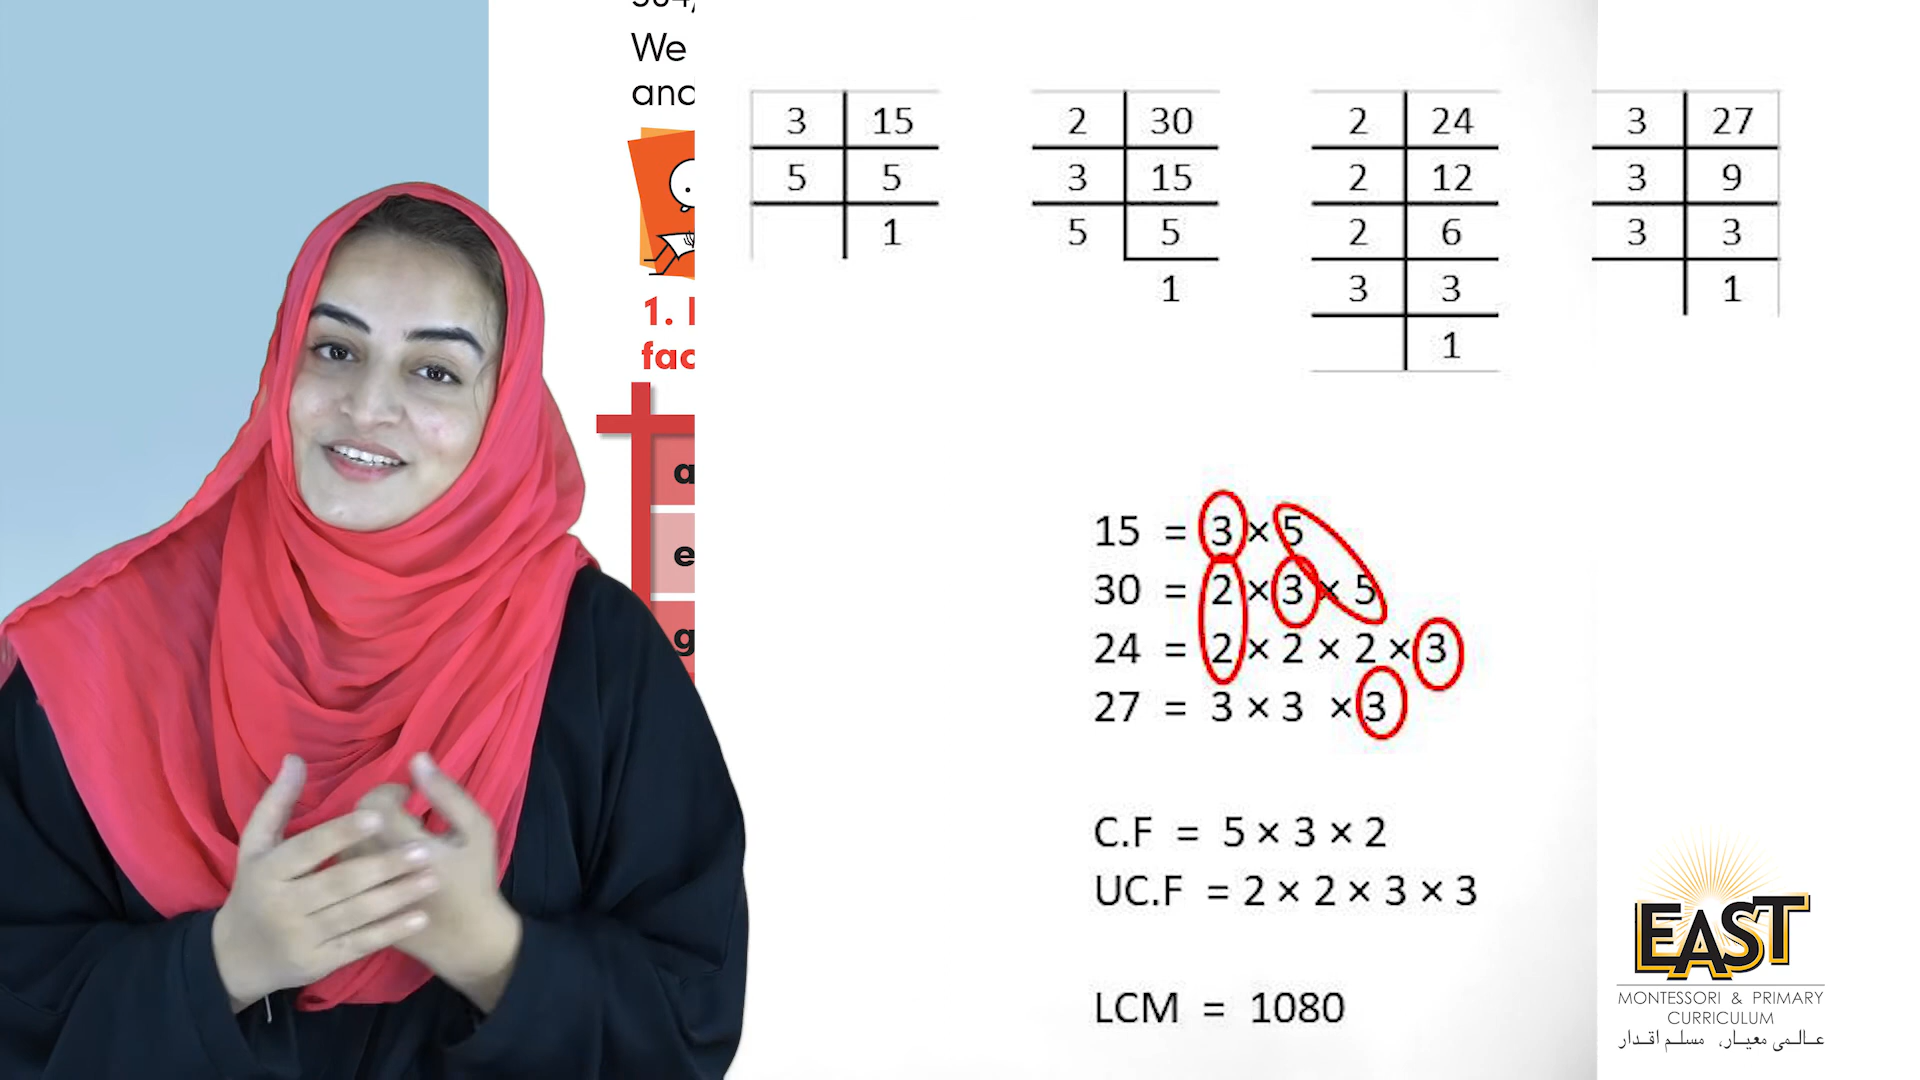 We
and
1.
fac
a
e
g
3 15
5 5
1
2 30
3 15
5 5
1
2 24
2 12
2 6
3 3
1
3 27
3 9
3 3
1
15 = 3 × 5
30 = 2 × 3 × 5
24 = 2 × 2 × 2 × 3
27 = 3 × 3 × 3
C.F = 5 × 3 × 2
UC.F = 2 × 2 × 3 × 3
LCM = 1080
EAST
MONTESSORI & PRIMARY
CURRICULUM
عالمی معیار، مسلم اقدار